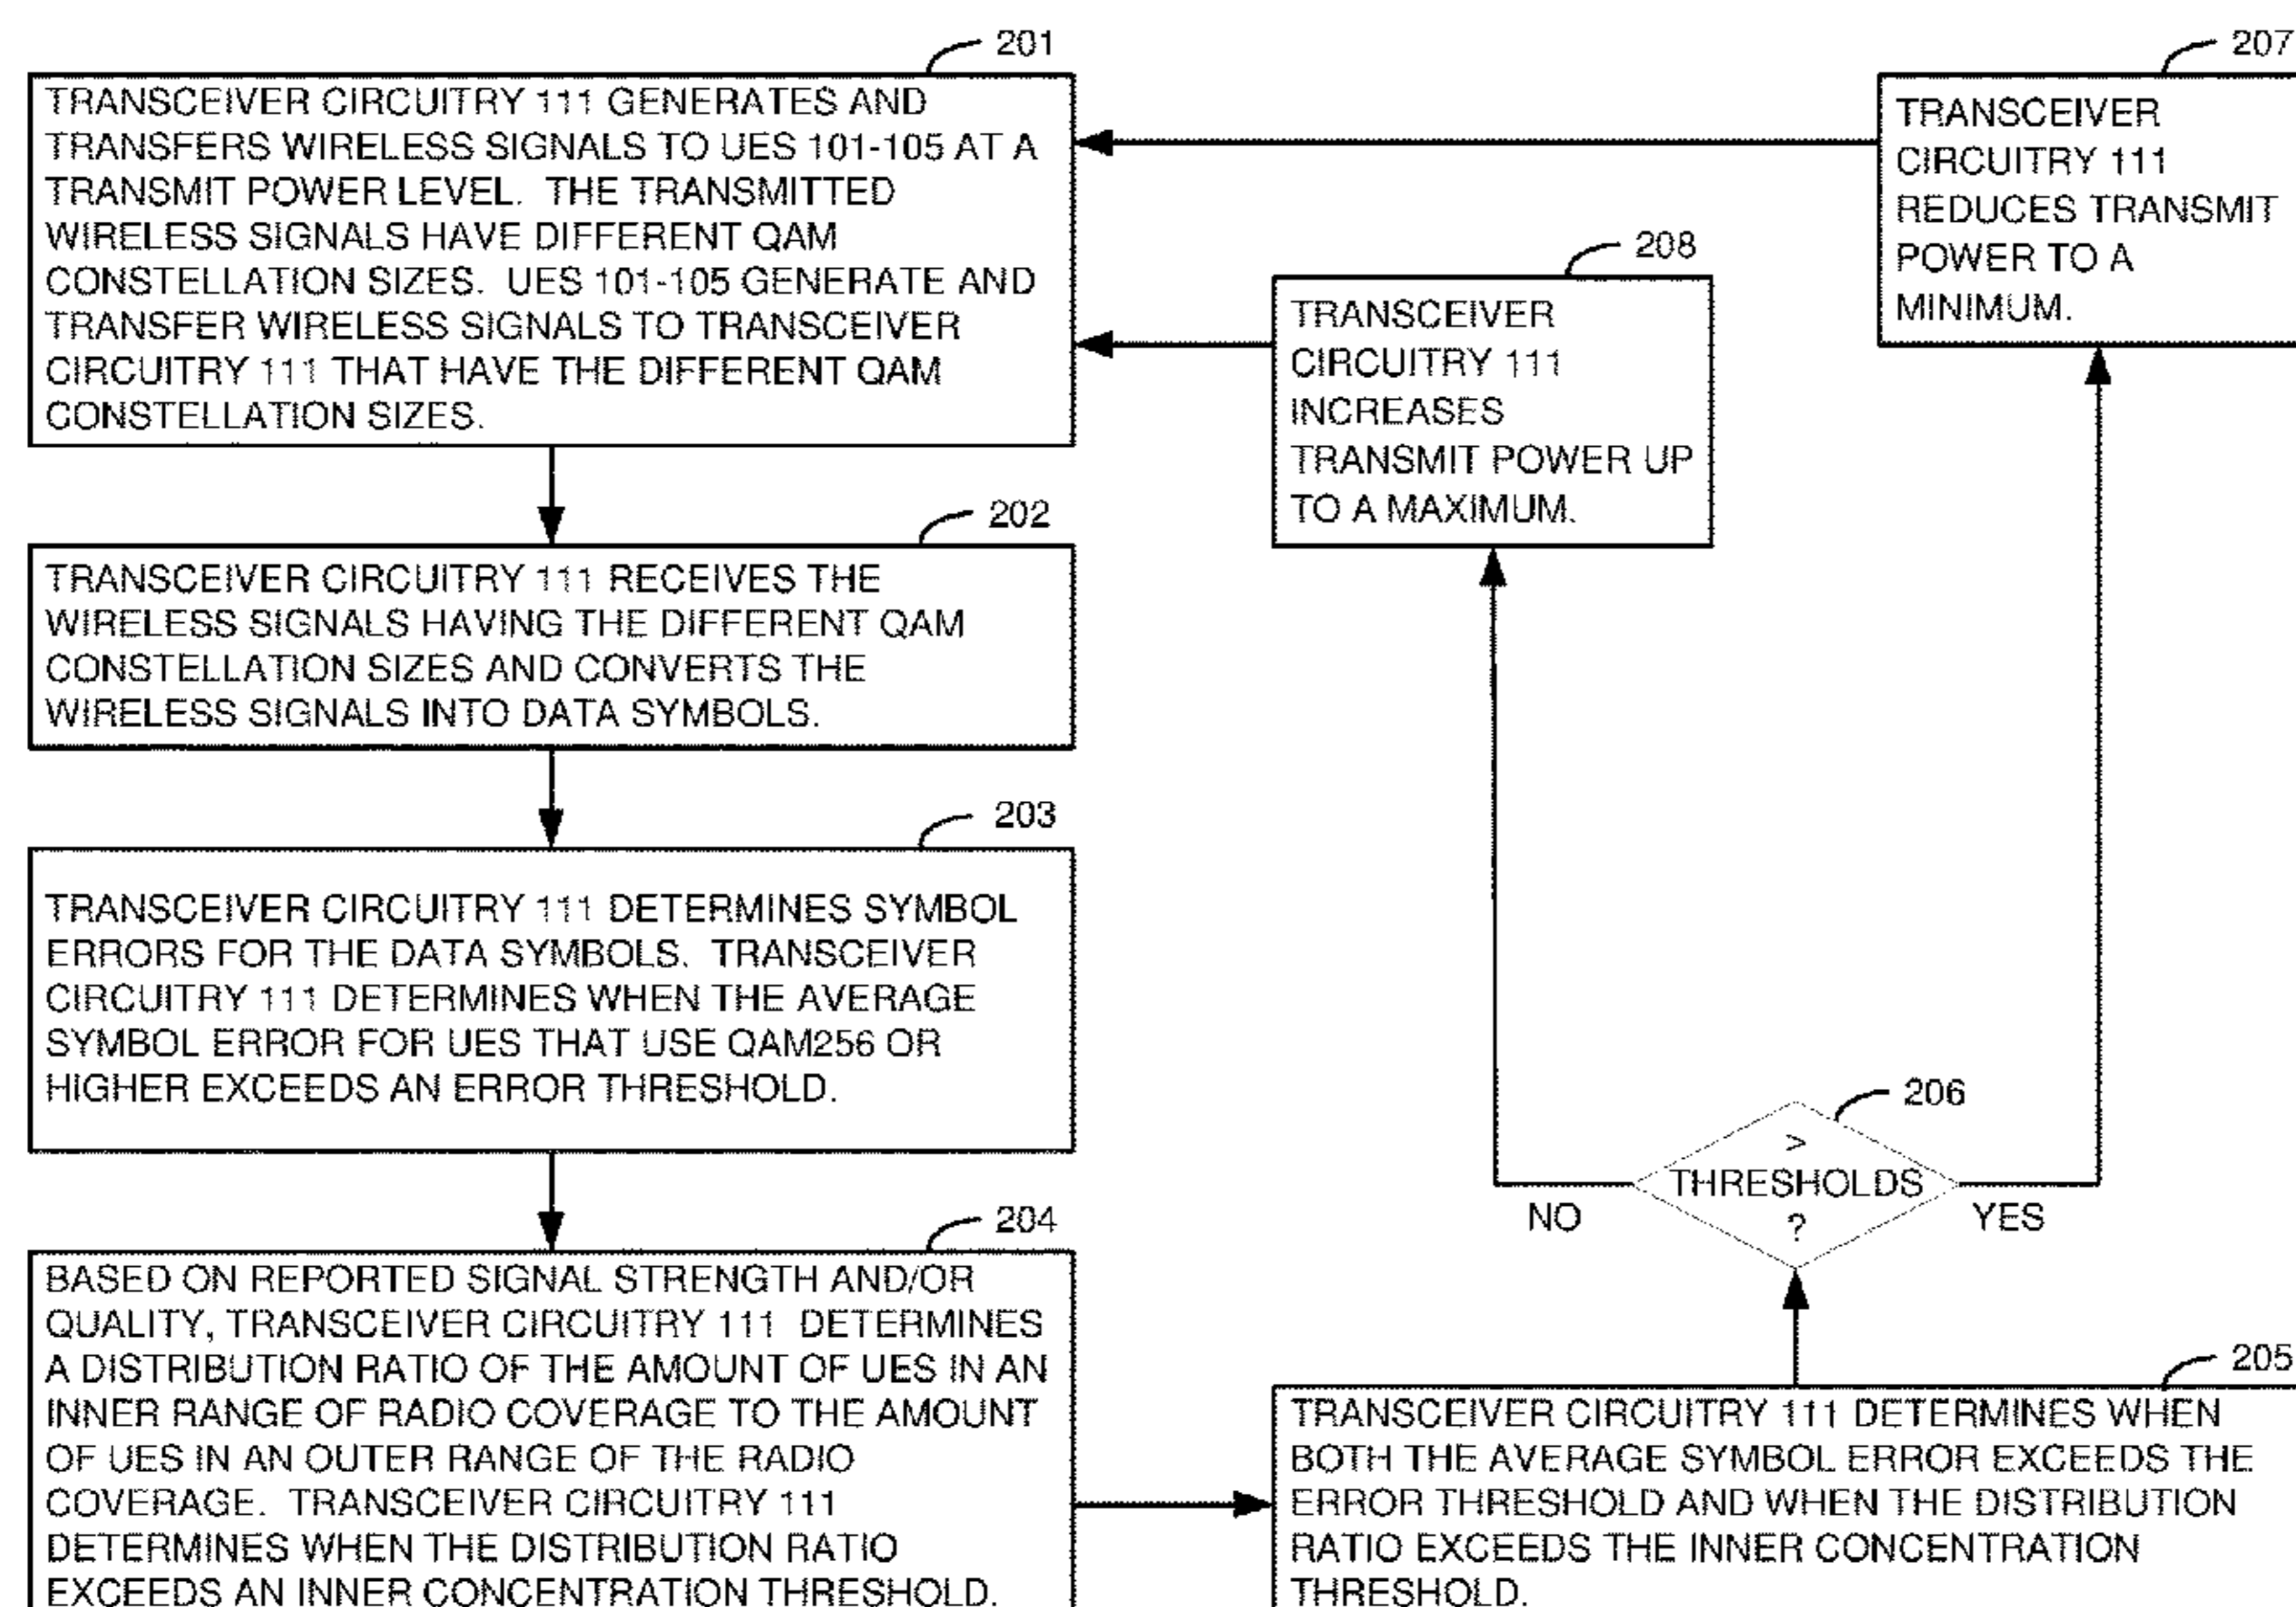 201
TRANSCEIVER CIRCUITRY 111 GENERATES AND
TRANSFERS WIRELESS SIGNALS TO UES 101-105 AT A
TRANSMIT POWER LEVEL. THE TRANSMITTED
WIRELESS SIGNALS HAVE DIFFERENT QAM
CONSTELLATION SIZES. UES 101-105 GENERATE AND
TRANSFER WIRELESS SIGNALS TO TRANSCEIVER
CIRCUITRY 111 THAT HAVE THE DIFFERENT QAM
CONSTELLATION SIZES.
202
TRANSCEIVER CIRCUITRY 111 RECEIVES THE
WIRELESS SIGNALS HAVING THE DIFFERENT QAM
CONSTELLATION SIZES AND CONVERTS THE
WIRELESS SIGNALS INTO DATA SYMBOLS.
203
TRANSCEIVER CIRCUITRY 111 DETERMINES SYMBOL
ERRORS FOR THE DATA SYMBOLS. TRANSCEIVER
CIRCUITRY 111 DETERMINES WHEN THE AVERAGE
SYMBOL ERROR FOR UES THAT USE QAM256 OR
HIGHER EXCEEDS AN ERROR THRESHOLD.
204
BASED ON REPORTED SIGNAL STRENGTH AND/OR
QUALITY, TRANSCEIVER CIRCUITRY 111 DETERMINES
A DISTRIBUTION RATIO OF THE AMOUNT OF UES IN AN
INNER RANGE OF RADIO COVERAGE TO THE AMOUNT
OF UES IN AN OUTER RANGE OF THE RADIO
COVERAGE. TRANSCEIVER CIRCUITRY 111
DETERMINES WHEN THE DISTRIBUTION RATIO
EXCEEDS AN INNER CONCENTRATION THRESHOLD.
205
TRANSCEIVER CIRCUITRY 111 DETERMINES WHEN
BOTH THE AVERAGE SYMBOL ERROR EXCEEDS THE
ERROR THRESHOLD AND WHEN THE DISTRIBUTION
RATIO EXCEEDS THE INNER CONCENTRATION
THRESHOLD.
206
>
THRESHOLDS
?
NO
YES
207
TRANSCEIVER
CIRCUITRY 111
REDUCES TRANSMIT
POWER TO A
MINIMUM.
208
TRANSCEIVER
CIRCUITRY 111
INCREASES
TRANSMIT POWER UP
TO A MAXIMUM.